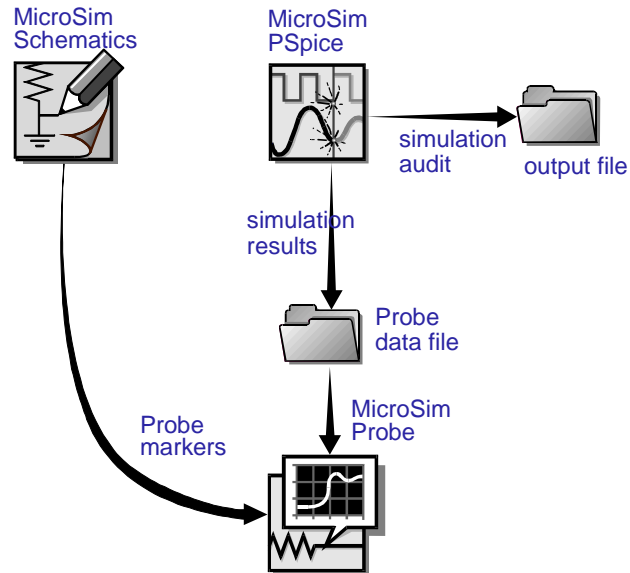 MicroSim
Schematics
MicroSim
PSpice
simulation
audit
output file
simulation
results
Probe
data file
MicroSim
Probe
Probe
markers